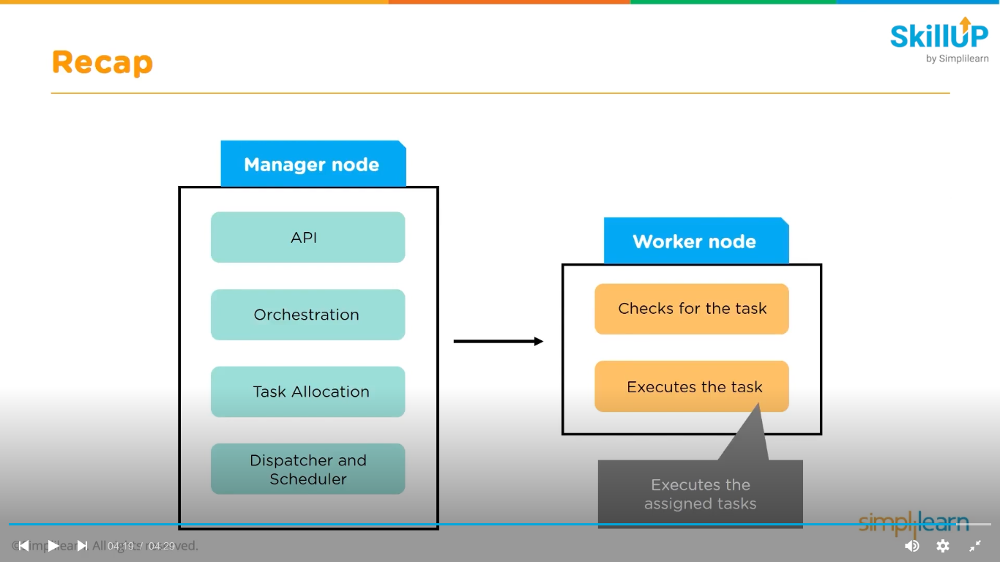 SkillUP
by Simplilearn
Recap
Manager node
API
Orchestration
Task Allocation
Dispatcher and
Scheduler
Worker node
Checks for the task
Executes the task
Executes the
assigned tasks
simplilearn
© Simplilearn. All rights reserved.
04:19 / 04:29